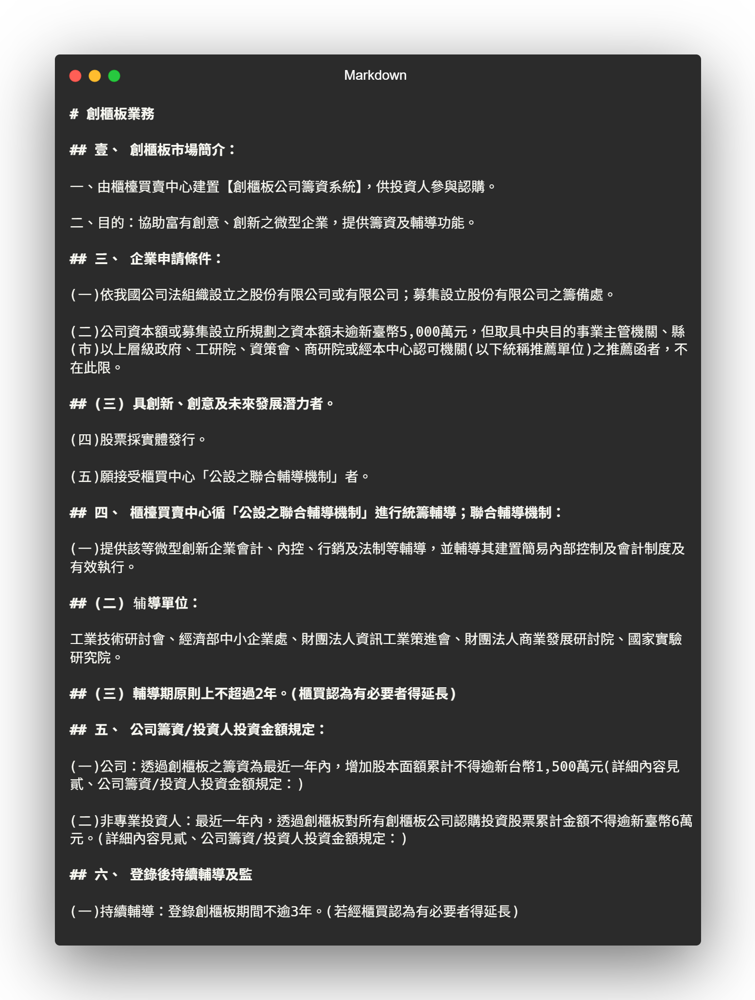 Markdown
# 創櫃板業務
## 壹、 創櫃板市場簡介：
一、由櫃檯買賣中心建置【創櫃板公司籌資系統】，供投資人參與認購。
二、目的：協助富有創意、創新之微型企業，提供籌資及輔導功能。
## 三、 企業申請條件：
(一)依我國公司法組織設立之股份有限公司或有限公司；募集設立股份有限公司之籌備處。
(二)公司資本額或募集設立所規劃之資本額未逾新臺幣5,000萬元，但取具中央目的事業主管機關、縣
(市)以上層級政府、工研院、資策會、商研院或經本中心認可機關(以下統稱推薦單位)之推薦函者，不
在此限。
## (三) 具創新、創意及未來發展潛力者。
(四)股票採實體發行。
(五)願接受櫃買中心「公設之聯合輔導機制」者。
## 四、 櫃檯買賣中心循「公設之聯合輔導機制」進行統籌輔導；聯合輔導機制：
(一)提供該等微型創新企業會計、內控、行銷及法制等輔導，並輔導其建置簡易內部控制及會計制度及
有效執行。
## (二) 辅導單位：
工業技術研討會、經濟部中小企業處、財團法人資訊工業策進會、財團法人商業發展研討院、國家實驗
研究院。
## (三) 輔導期原則上不超過2年。(櫃買認為有必要者得延長)
## 五、 公司籌資/投資人投資金額規定：
(一)公司：透過創櫃板之籌資為最近一年內，增加股本面額累計不得逾新台幣1,500萬元(詳細內容見
貳、公司籌資/投資人投資金額規定：)
(二)非專業投資人：最近一年內，透過創櫃板對所有創櫃板公司認購投資股票累計金額不得逾新臺幣6萬
元。(詳細內容見貳、公司籌資/投資人投資金額規定：)
## 六、 登錄後持續輔導及監
(一)持續輔導：登錄創櫃板期間不逾3年。(若經櫃買認為有必要者得延長)